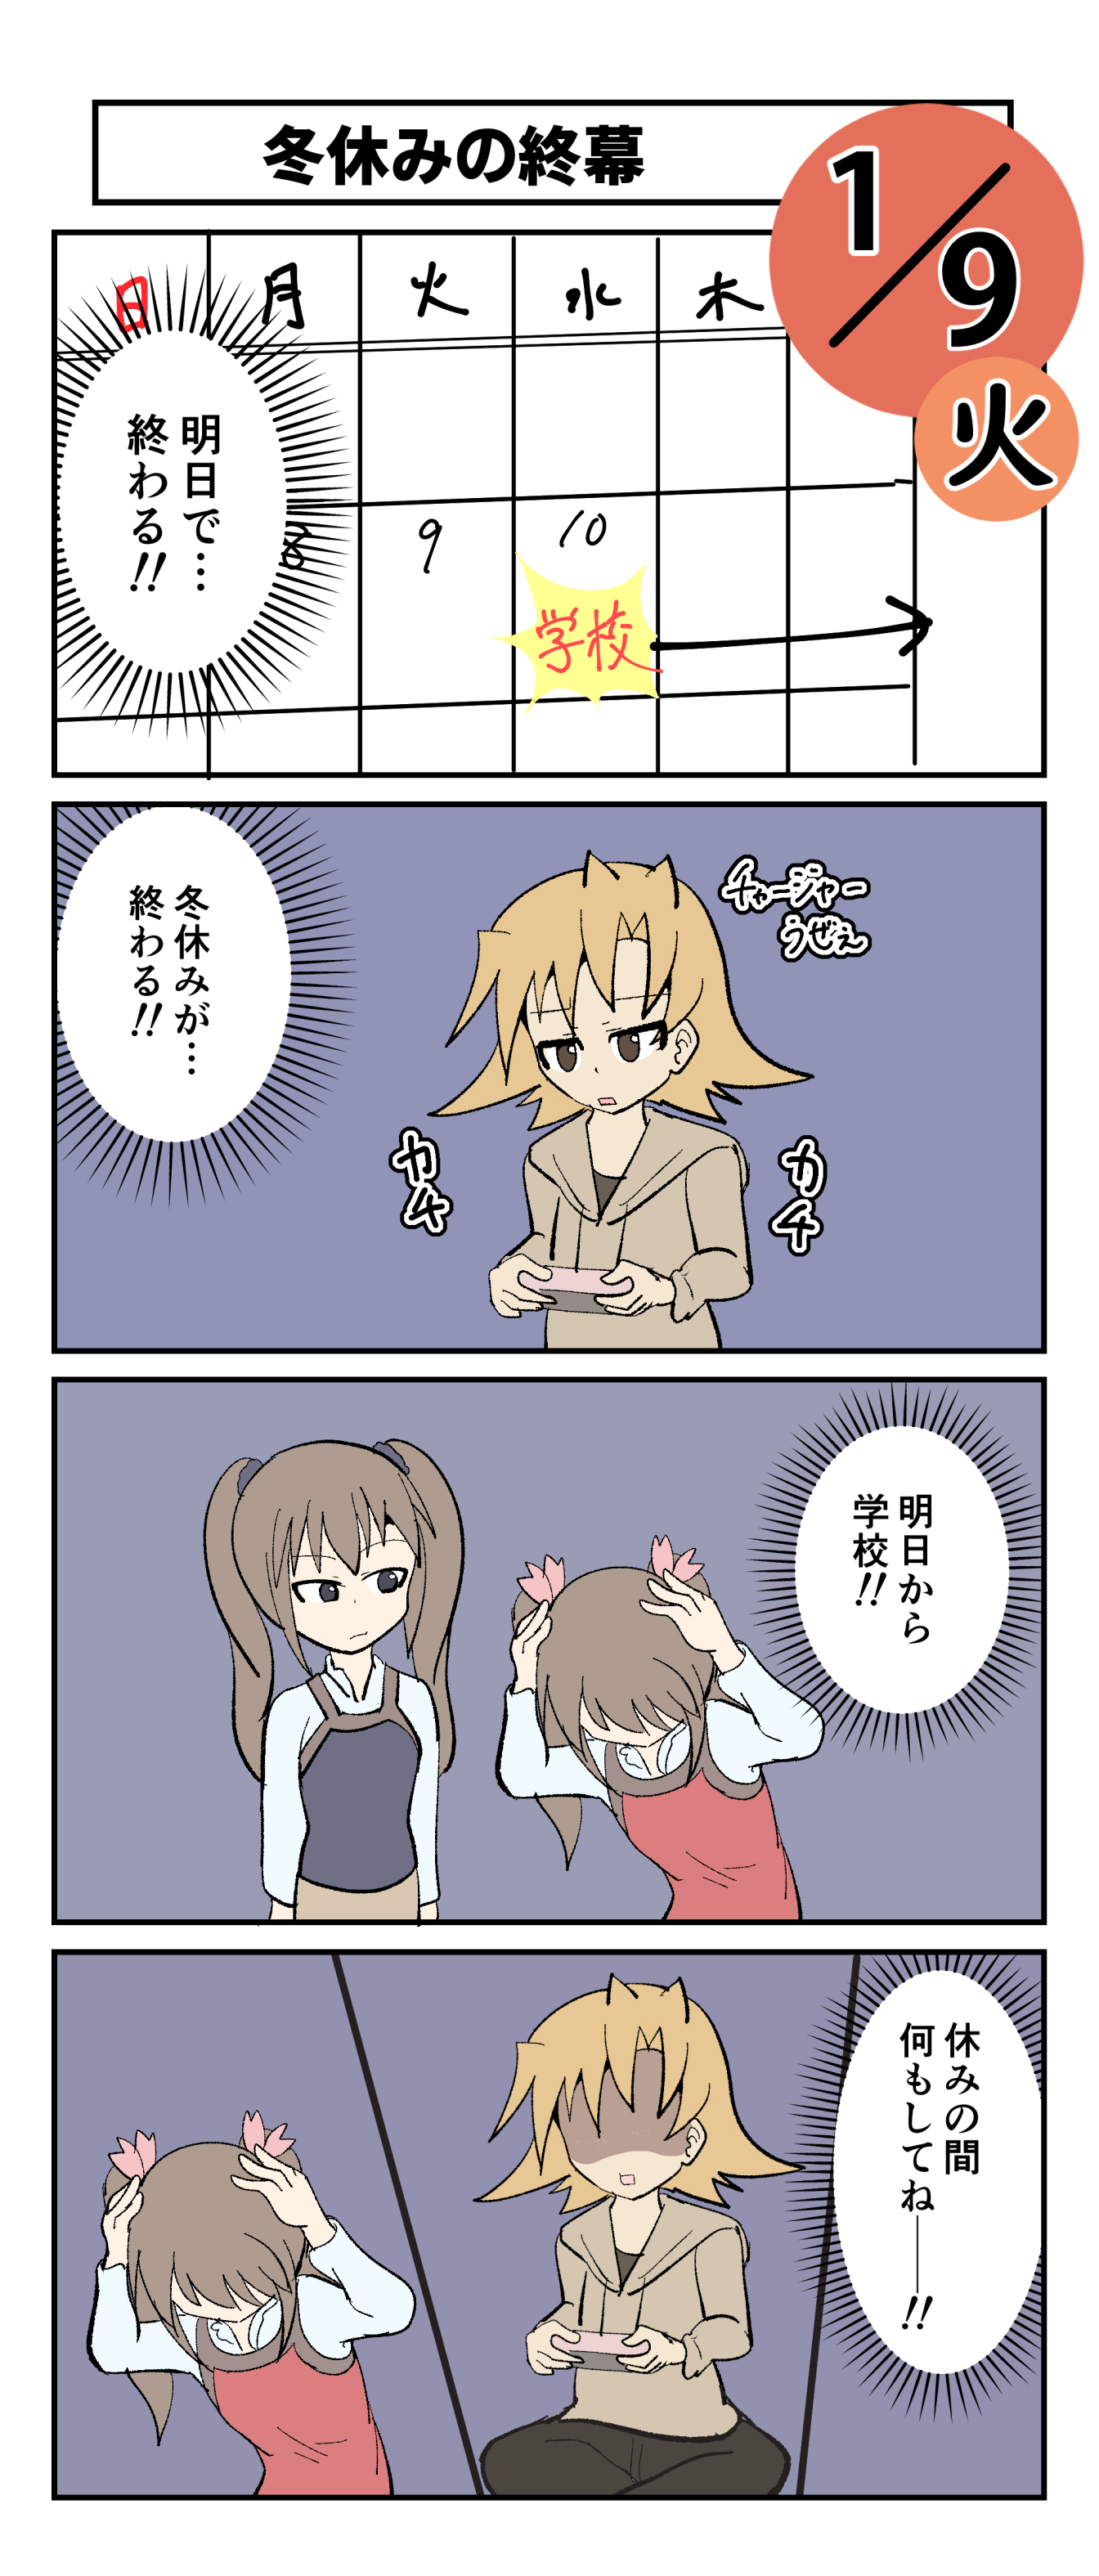 冬休みの終幕
1/9
火
日 月 火 水 木
明日で…
終わる!!
8 9 10
学校
冬休みが…
終わる!!
チャージャー
うぜぇ
カチ
カチ
明日から
学校!!
休みの間
何もしてね――!!